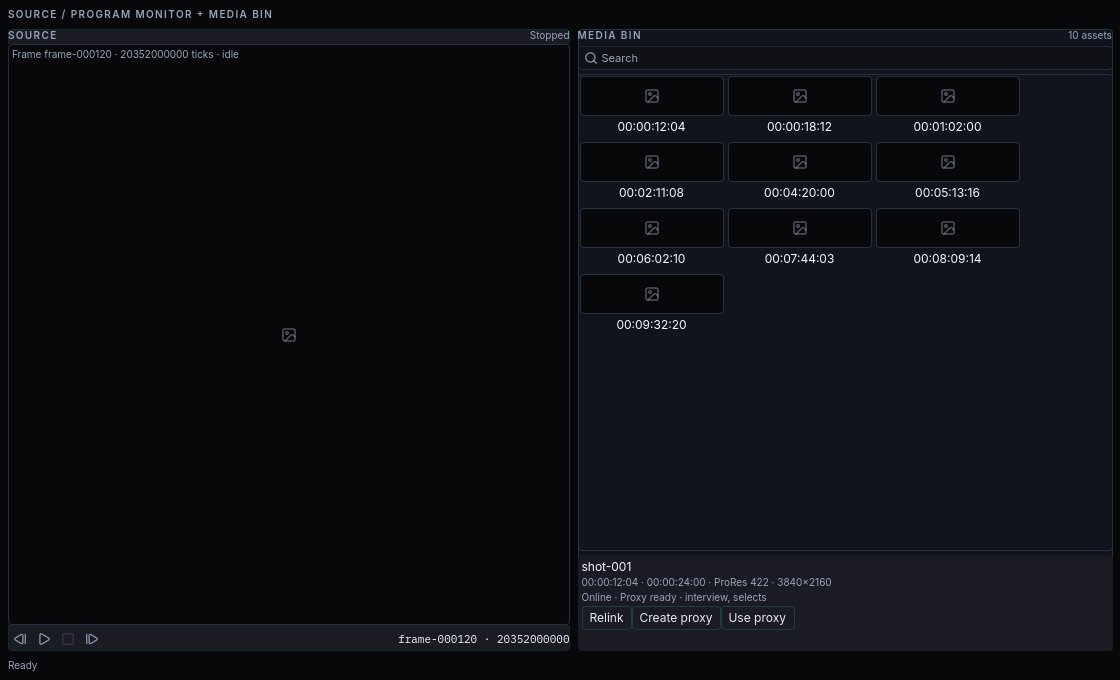 SOURCE / PROGRAM MONITOR + MEDIA BIN
SOURCE
Stopped
Frame frame-000120 · 20352000000 ticks · idle
frame-000120 · 20352000000
MEDIA BIN
10 assets
Search
00:00:12:04
00:00:18:12
00:01:02:00
00:02:11:08
00:04:20:00
00:05:13:16
00:06:02:10
00:07:44:03
00:08:09:14
00:09:32:20
shot-001
00:00:12:04 · 00:00:24:00 · ProRes 422 · 3840×2160
Online · Proxy ready · interview, selects
Relink
Create proxy
Use proxy
Ready